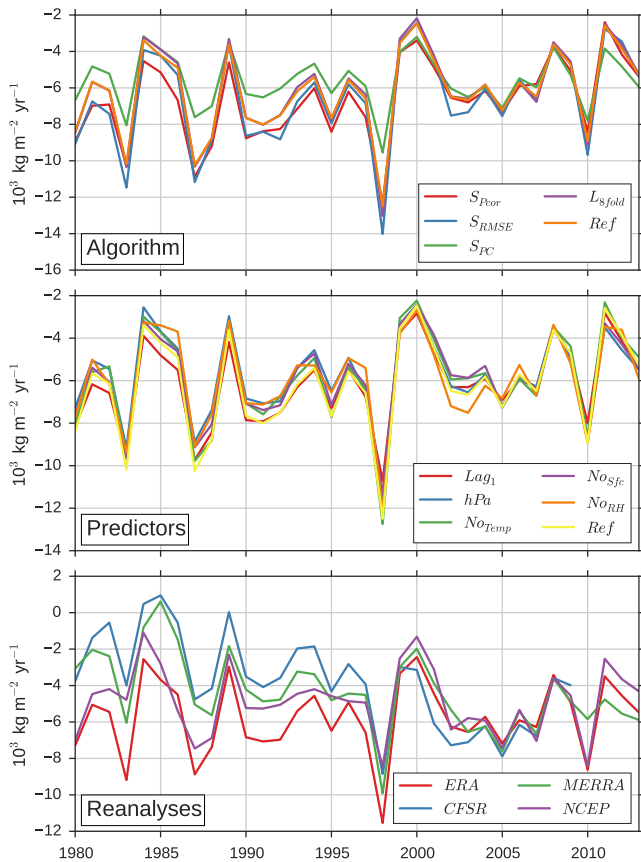 −2
−4
−6
−8
−10
−12
−14
−16
10³ kg m⁻² yr⁻¹
Algorithm
S_Pcor
S_RMSE
S_PC
L_8fold
Ref
−2
−4
−6
−8
−10
−12
−14
10³ kg m⁻² yr⁻¹
Predictors
Lag₁
hPa
No_Temp
No_Sfc
No_RH
Ref
2
0
−2
−4
−6
−8
−10
−12
10³ kg m⁻² yr⁻¹
Reanalyses
ERA
CFSR
MERRA
NCEP
1980 1985 1990 1995 2000 2005 2010